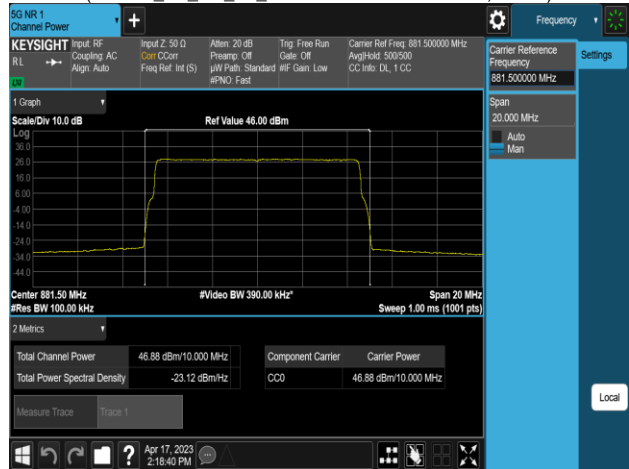 5G NR 1
Channel Power
Frequency
KEYSIGHT
RL
Input: RF
Coupling: AC
Align: Auto
Input Z: 50 Ω
Corr CCorr
Freq Ref: Int (S)
Atten: 20 dB
Preamp: Off
µW Path: Standard
#PNO: Fast
Trig: Free Run
Gate: Off
#IF Gain: Low
Carrier Ref Freq: 881.500000 MHz
Avg|Hold: 500/500
CC Info: DL, 1 CC
Carrier Reference
Frequency
881.500000 MHz
Settings
Span
20.000 MHz
Auto
Man
1 Graph
Scale/Div 10.0 dB
Ref Value 46.00 dBm
Log
36.0
26.0
16.0
6.00
-4.00
-14.0
-24.0
-34.0
-44.0
Center 881.50 MHz
#Video BW 390.00 kHz*
Span 20 MHz
#Res BW 100.00 kHz
Sweep 1.00 ms (1001 pts)
2 Metrics
Total Channel Power 46.88 dBm/10.000 MHz
Total Power Spectral Density -23.12 dBm/Hz
Component Carrier Carrier Power
CC0 46.88 dBm/10.000 MHz
Measure Trace Trace 1
Local
Apr 17, 2023
2:18:40 PM